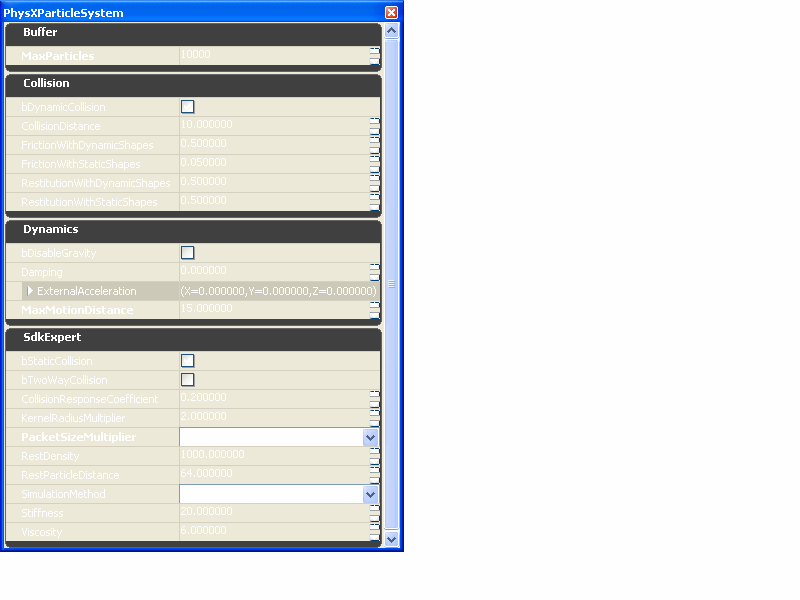 PhysXParticleSystem
Buffer
MaxParticles 10000
Collision
bDynamicCollision
CollisionDistance 10.000000
FrictionWithDynamicShapes 0.500000
FrictionWithStaticShapes 0.050000
RestitutionWithDynamicShapes 0.500000
RestitutionWithStaticShapes 0.500000
Dynamics
bDisableGravity
Damping 0.000000
ExternalAcceleration (X=0.000000,Y=0.000000,Z=0.000000)
MaxMotionDistance 15.000000
SdkExpert
bStaticCollision
bTwoWayCollision
CollisionResponseCoefficient 0.200000
KernelRadiusMultiplier 2.000000
PacketSizeMultiplier
RestDensity 1000.000000
RestParticleDistance 64.000000
SimulationMethod
Stiffness 20.000000
Viscosity 6.000000